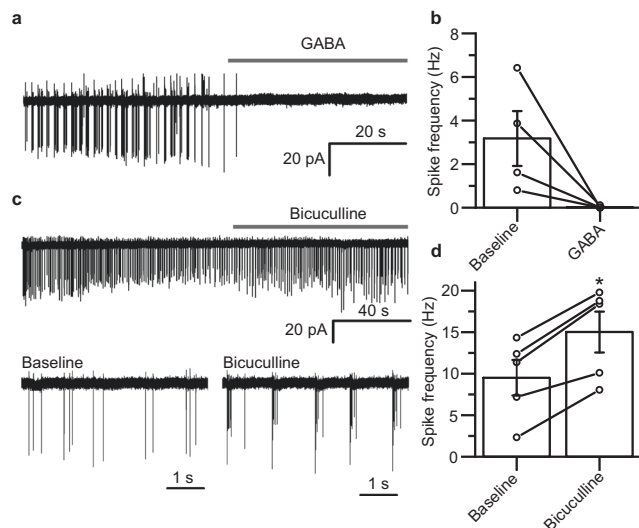 a
GABA
20 s
20 pA
b
Spike frequency (Hz)
8
6
4
2
0
Baseline
GABA
c
Bicuculline
40 s
20 pA
Baseline
Bicuculline
1 s
1 s
d
*
Spike frequency (Hz)
20
15
10
5
0
Baseline
Bicuculline